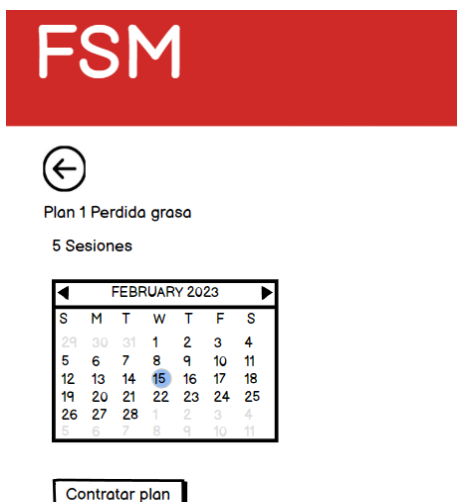 FSM
Plan 1 Perdida grasa
5 Sesiones
FEBRUARY 2023
S M T W T F S
29 30 31 1 2 3 4
5 6 7 8 9 10 11
12 13 14 15 16 17 18
19 20 21 22 23 24 25
26 27 28 1 2 3 4
5 6 7 8 9 10 11
Contratar plan